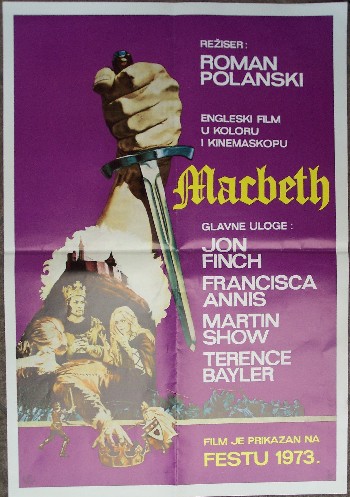 REŽISER:
ROMAN
POLANSKI
ENGLESKI FILM
U KOLORU
I KINEMASKOPU
Macbeth
GLAVNE ULOGE:
JON
FINCH
FRANCISCA
ANNIS
MARTIN
SHOW
TERENCE
BAYLER
FILM JE PRIKAZAN NA
FESTU 1973.